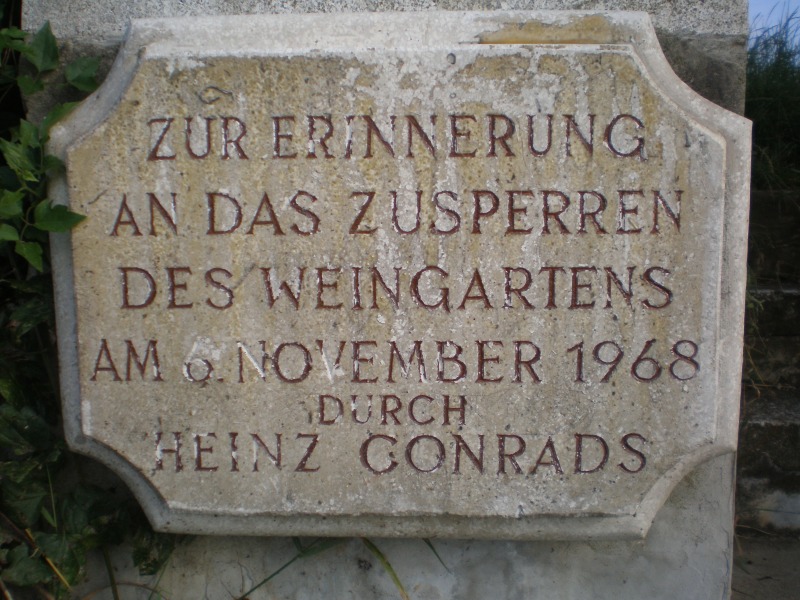 ZUR ERINNERUNG
AN DAS ZUSPERREN
DES WEINGARTENS
AM 6. NOVEMBER 1968
DURCH
HEINZ CONRADS